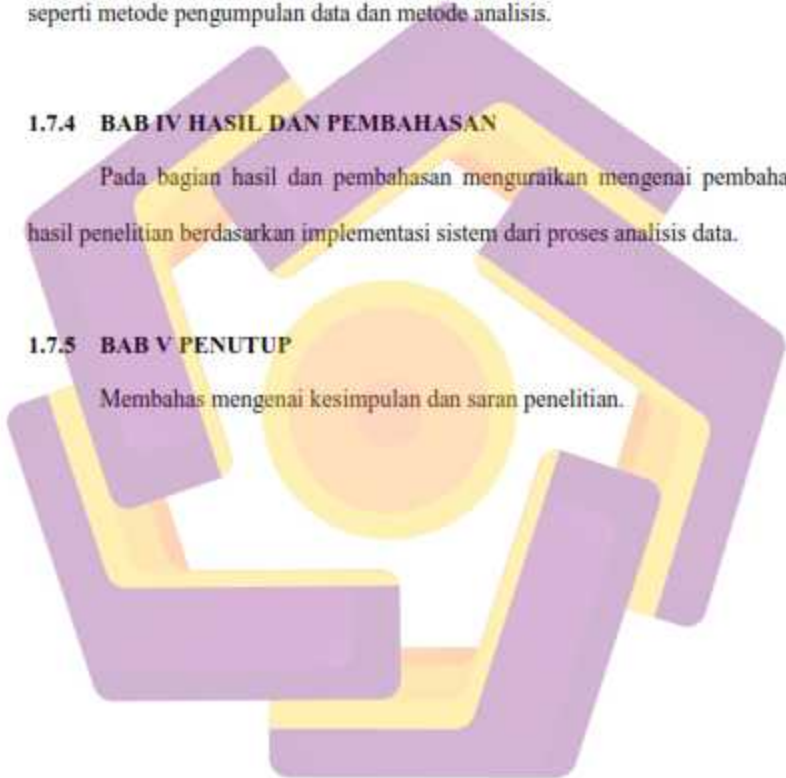 seperti metode pengumpulan data dan metode analisis.
1.7.4 BAB IV HASIL DAN PEMBAHASAN
Pada bagian hasil dan pembahasan menguraikan mengenai pembaha
hasil penelitian berdasarkan implementasi sistem dari proses analisis data.
1.7.5 BAB V PENUTUP
Membahas mengenai kesimpulan dan saran penelitian.